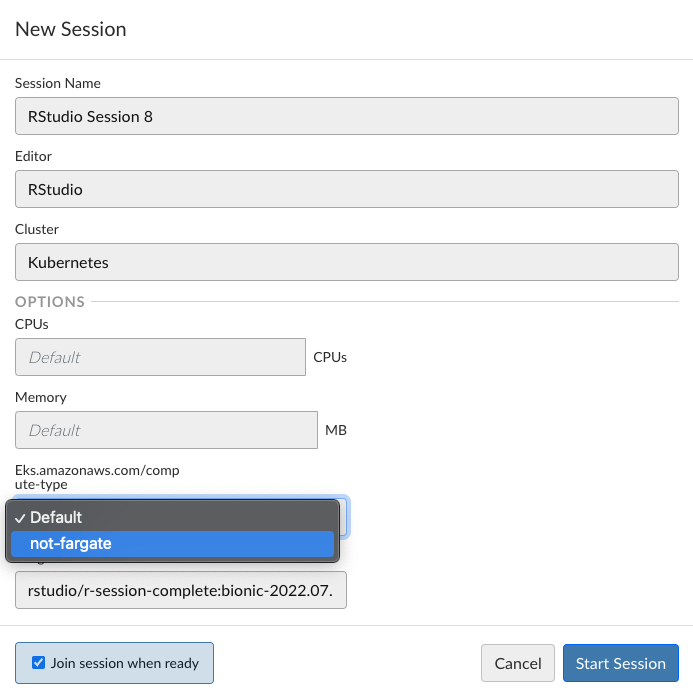 New Session
Session Name
RStudio Session 8
Editor
RStudio
Cluster
Kubernetes
OPTIONS
CPUs
Default CPUs
Memory
Default MB
Eks.amazonaws.com/comp
ute-type
✓ Default
not-fargate
rstudio/r-session-complete:bionic-2022.07.
Join session when ready
Cancel
Start Session